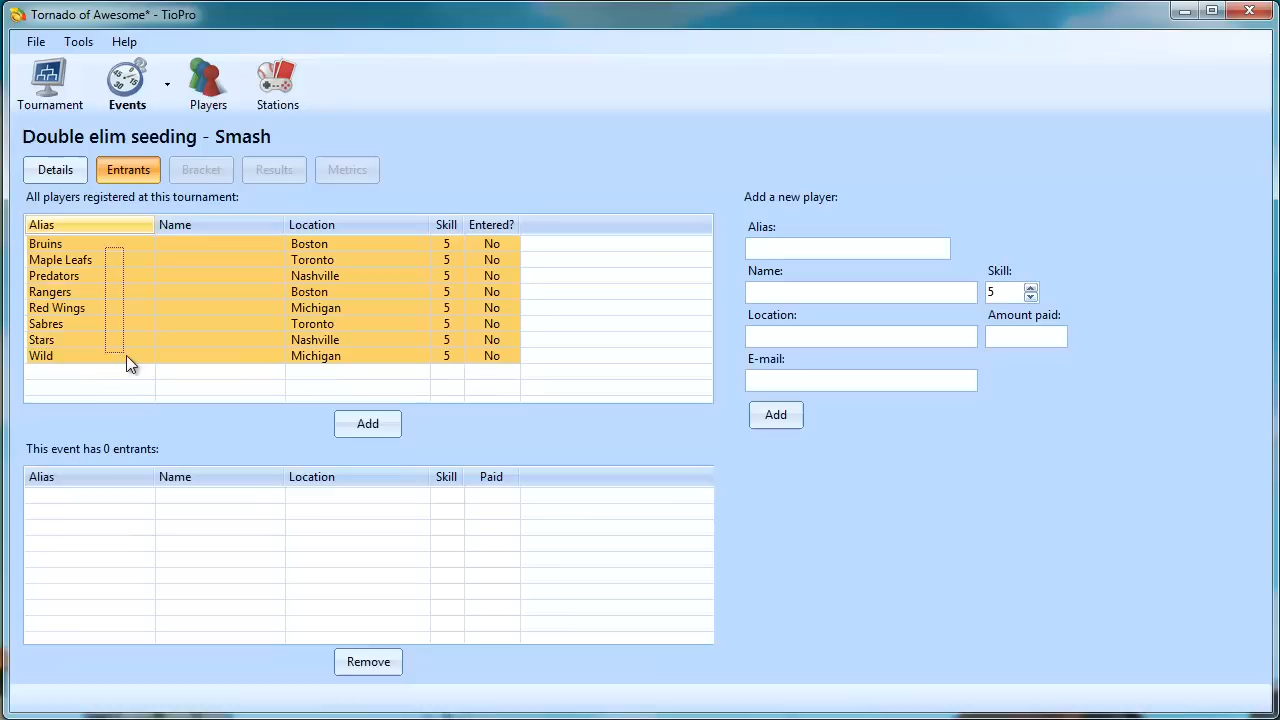 Tornado of Awesome* - TioPro
File Tools Help
Tournament Events Players Stations
Double elim seeding - Smash
Details Entrants Bracket Results Metrics
All players registered at this tournament:
Alias Name Location Skill Entered?
Bruins Boston 5 No
Maple Leafs Toronto 5 No
Predators Nashville 5 No
Rangers Boston 5 No
Red Wings Michigan 5 No
Sabres Toronto 5 No
Stars Nashville 5 No
Wild Michigan 5 No
Add
This event has 0 entrants:
Alias Name Location Skill Paid
Remove
Add a new player:
Alias:
Name: Skill:
5
Location: Amount paid:
E-mail:
Add